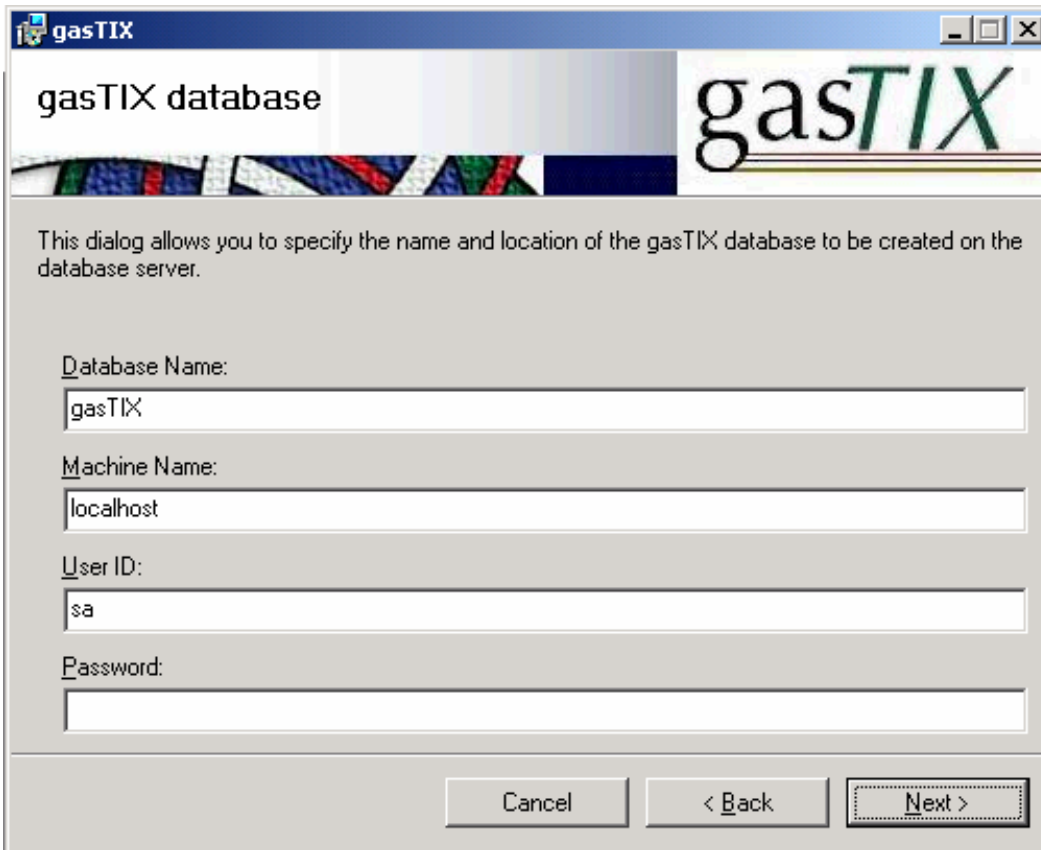 gasTIX
gasTIX database
gasTIX
This dialog allows you to specify the name and location of the gasTIX database to be created on the
database server.
Database Name:
gasTIX
Machine Name:
localhost
User ID:
sa
Password:
Cancel
< Back
Next >